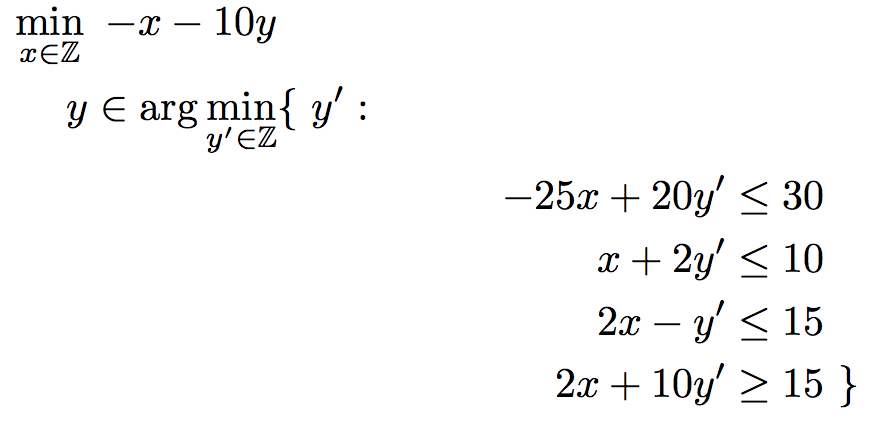 min −x − 10y
x∈ℤ
y ∈ arg min{ y′ :
y′∈ℤ
−25x + 20y′ ≤ 30
x + 2y′ ≤ 10
2x − y′ ≤ 15
2x + 10y′ ≥ 15 }